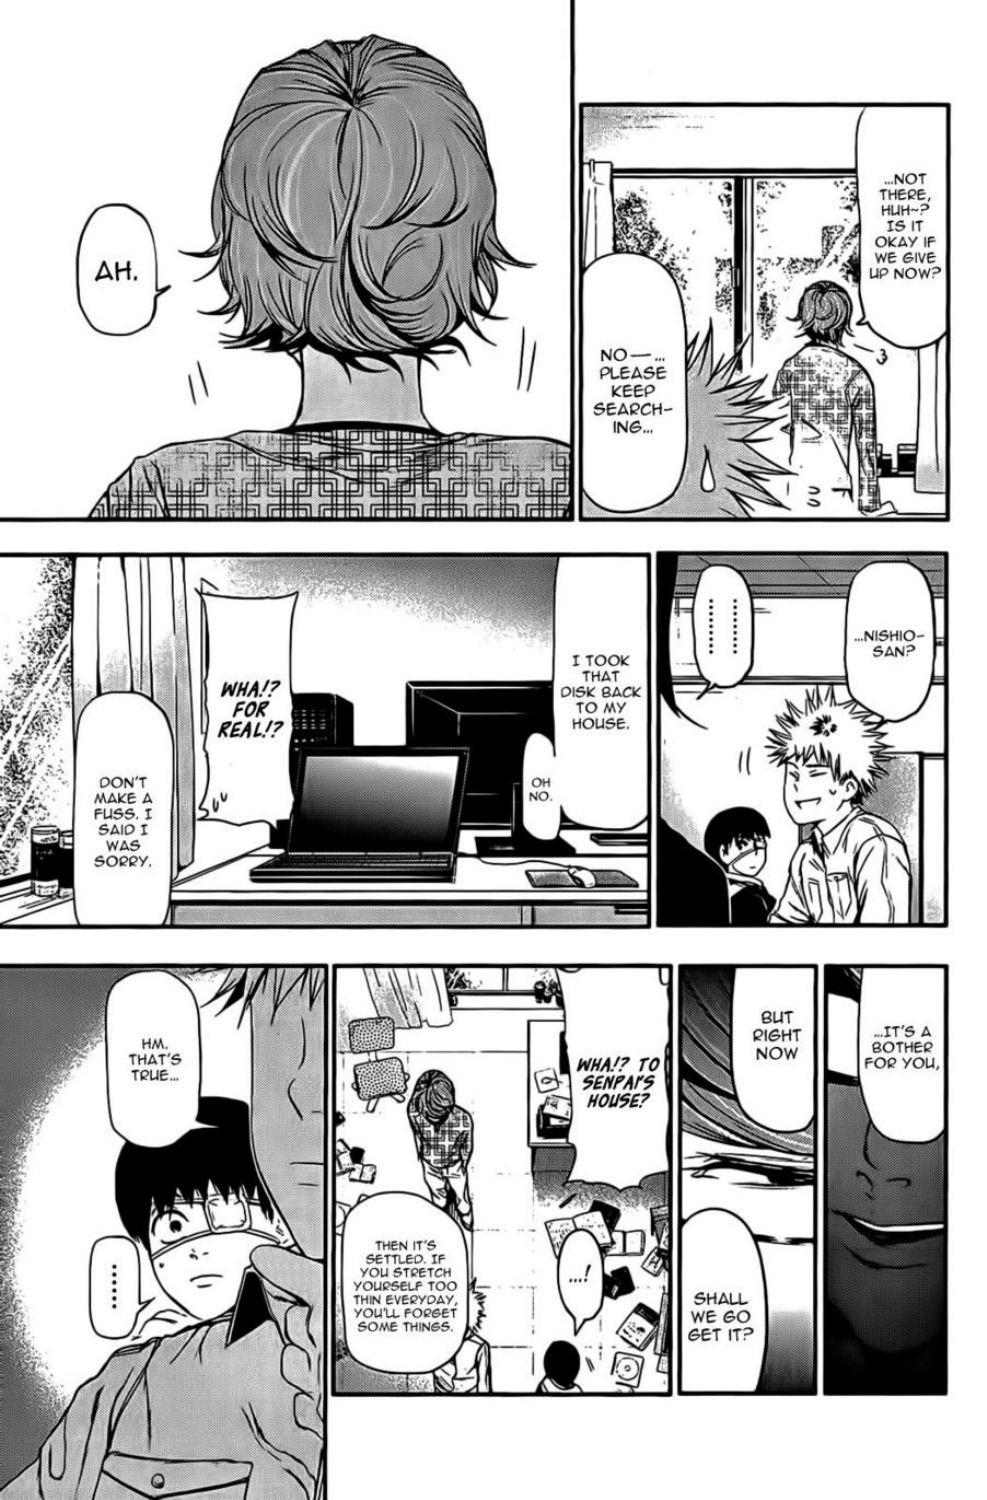 ...NOT
THERE,
HUH~?
IS IT
OKAY IF
WE GIVE
UP NOW?
NO—...
PLEASE
KEEP
SEARCH-
ING...
AH.
...NISHIO-
SAN?
.........
I TOOK
THAT
DISK BACK
TO MY
HOUSE.
OH
NO.
WHA!?
FOR
REAL!?
DON'T
MAKE A
FUSS. I
SAID I
WAS
SORRY.
...IT'S A
BOTHER
FOR YOU,
BUT
RIGHT
NOW
SHALL
WE GO
GET IT?
WHA!? TO
SENPAI'S
HOUSE?
...!
THEN IT'S
SETTLED. IF
YOU STRETCH
YOURSELF TOO
THIN EVERYDAY,
YOU'LL FORGET
SOME THINGS.
HM.
THAT'S
TRUE...
......